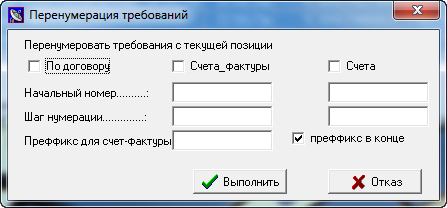 Перенумерация требований
Перенумеровать требования с текущей позиции
По договору Счета_фактуры Счета
Начальный номер..........:
Шаг нумерации.............:
Преффикс для счет-фактуры преффикс в конце
Выполнить Отказ